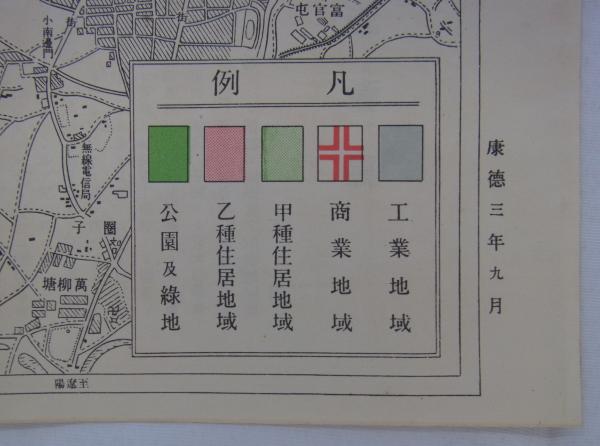 凡例
工業地域
商業地域
甲種住居地域
乙種住居地域
公園及緑地
康德三年九月
富官屯
街
街
小南邊門
無線電信局
圈子
萬柳塘
至遼陽